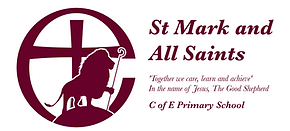 St Mark and
All Saints
"Together we care, learn and achieve"
In the name of Jesus, The Good Shepherd
C of E Primary School